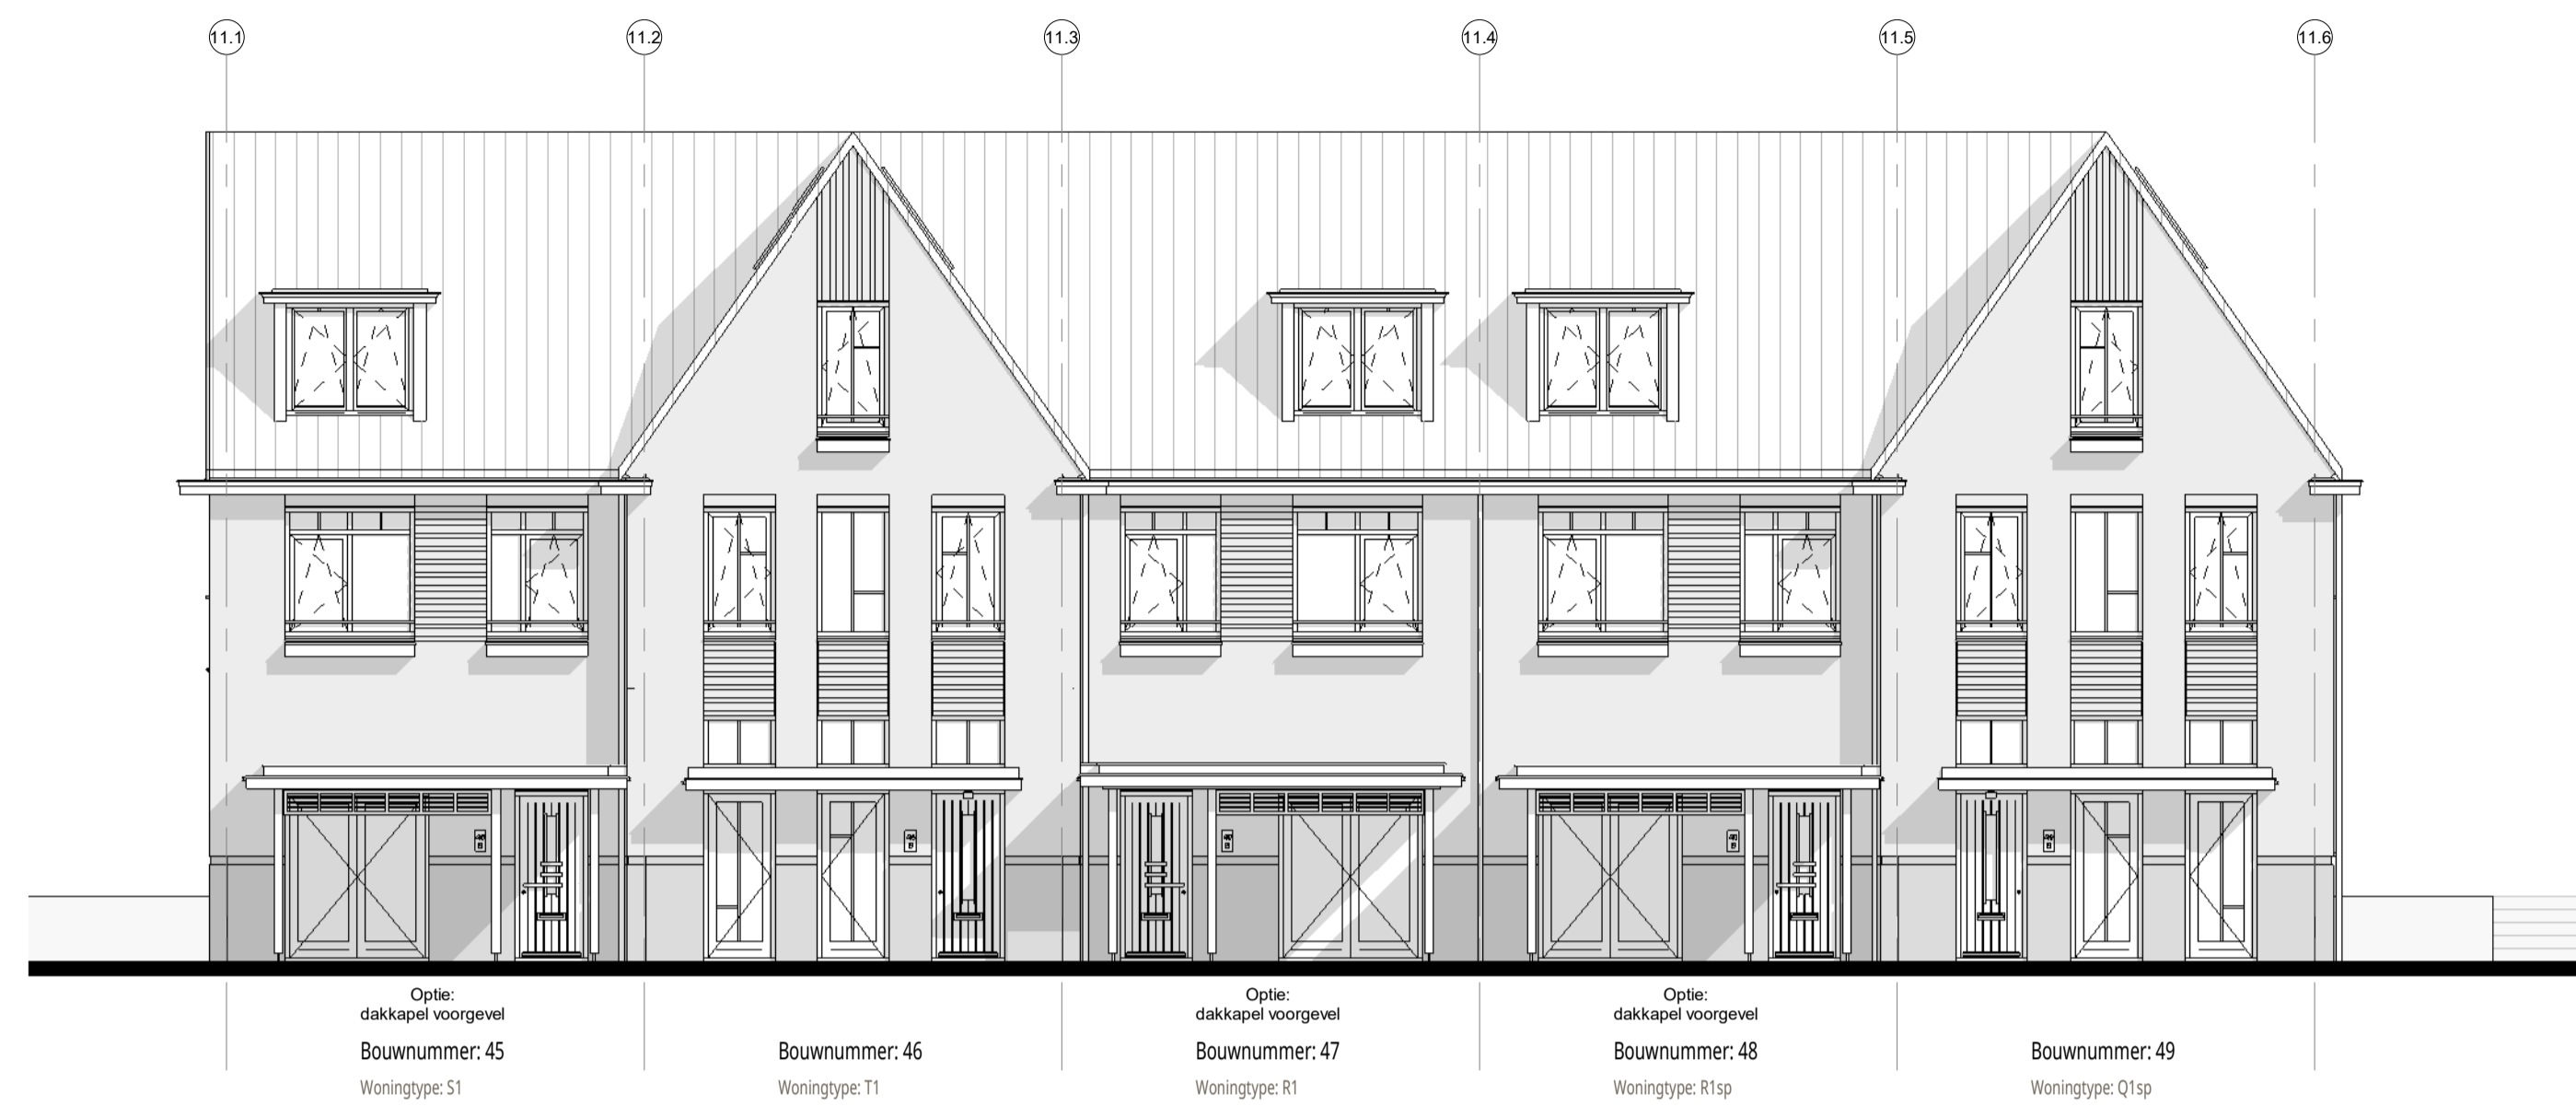 11.1 11.2 11.3 11.4 11.5 11.6
Optie:
dakkapel voorgevel
Bouwnummer: 45
Woningtype: S1
Bouwnummer: 46
Woningtype: T1
Optie:
dakkapel voorgevel
Bouwnummer: 47
Woningtype: R1
Optie:
dakkapel voorgevel
Bouwnummer: 48
Woningtype: R1sp
Bouwnummer: 49
Woningtype: Q1sp